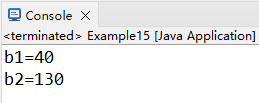 Console
<terminated> Example15 [Java Application]
b1=40
b2=130